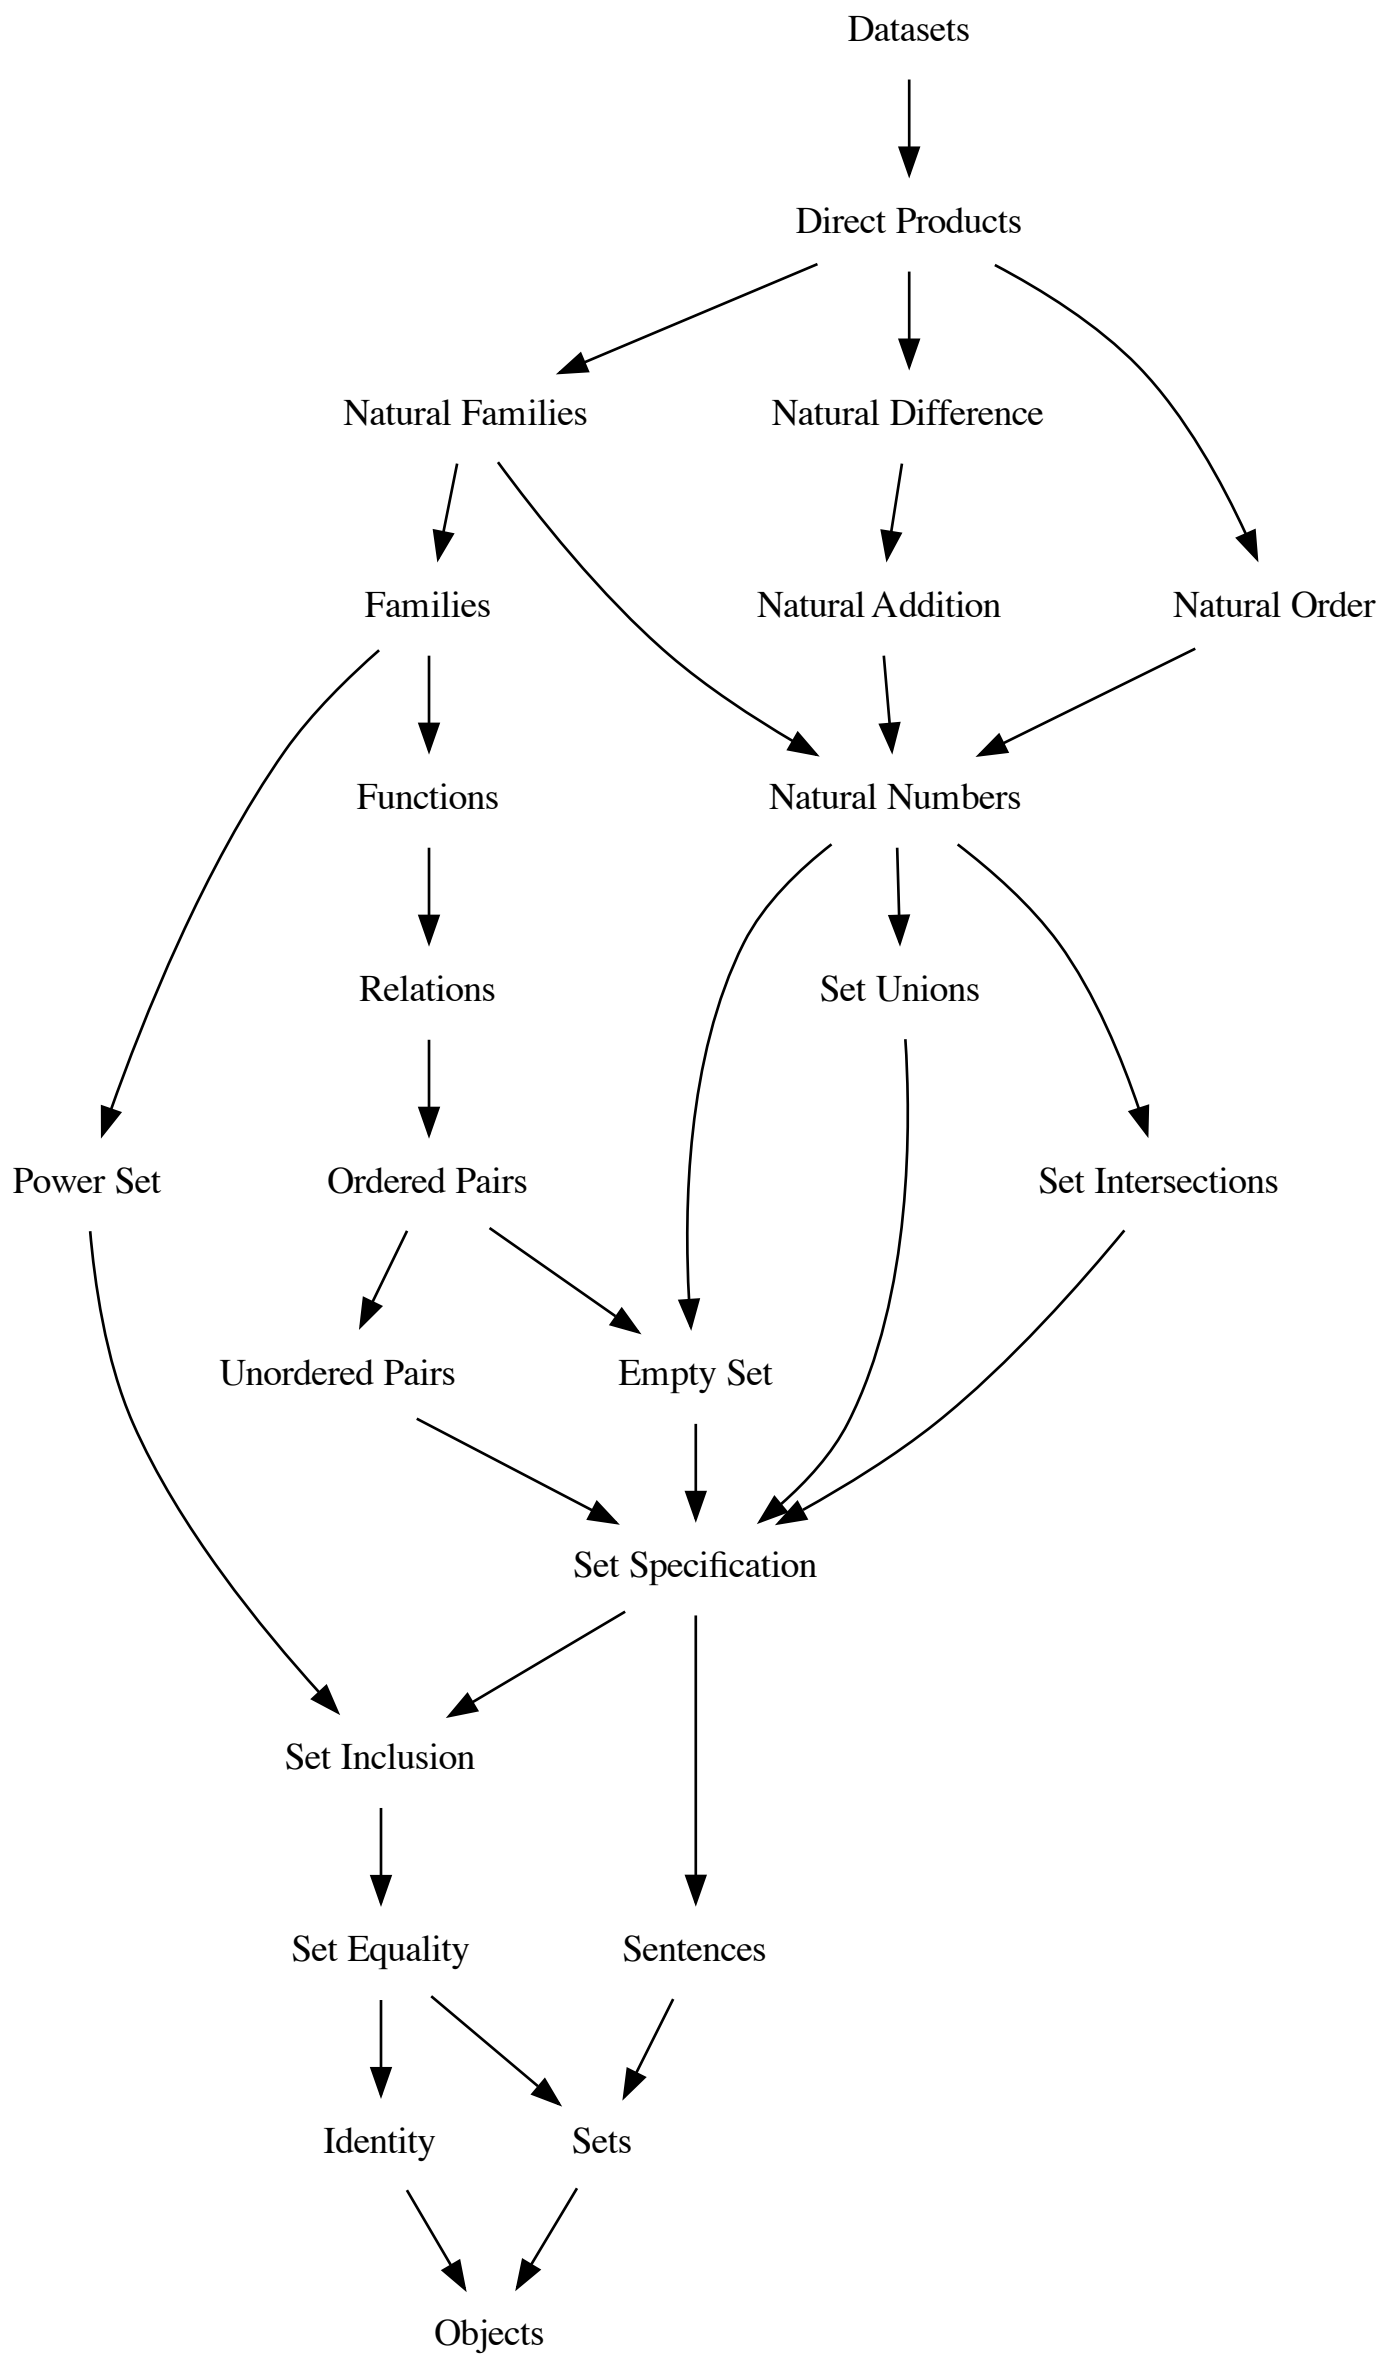 Datasets
Direct Products
Natural Families
Natural Difference
Families
Natural Addition
Natural Order
Functions
Natural Numbers
Relations
Set Unions
Power Set
Ordered Pairs
Set Intersections
Unordered Pairs
Empty Set
Set Specification
Set Inclusion
Set Equality
Sentences
Identity
Sets
Objects